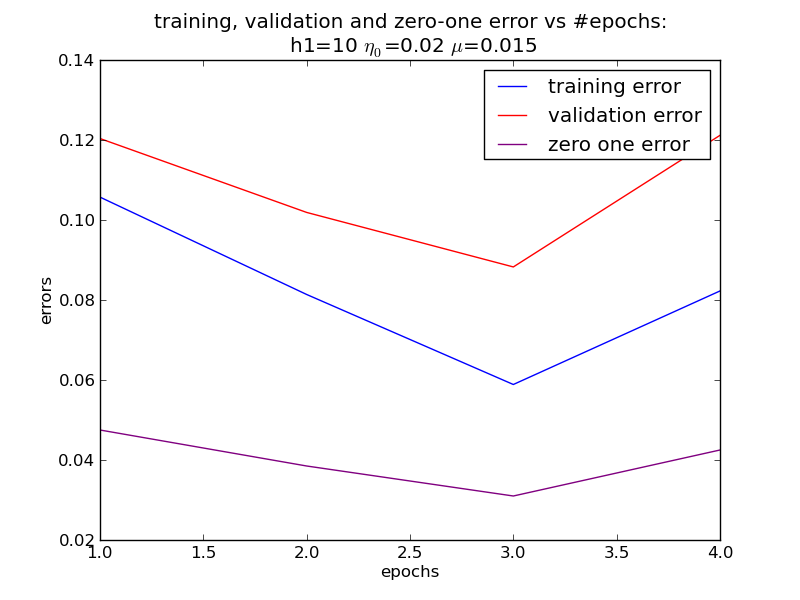 training, validation and zero-one error vs #epochs:
h1=10 η₀=0.02 μ=0.015
training error
validation error
zero one error
0.14
0.12
0.10
0.08
0.06
0.04
0.02
errors
1.0 1.5 2.0 2.5 3.0 3.5 4.0
epochs